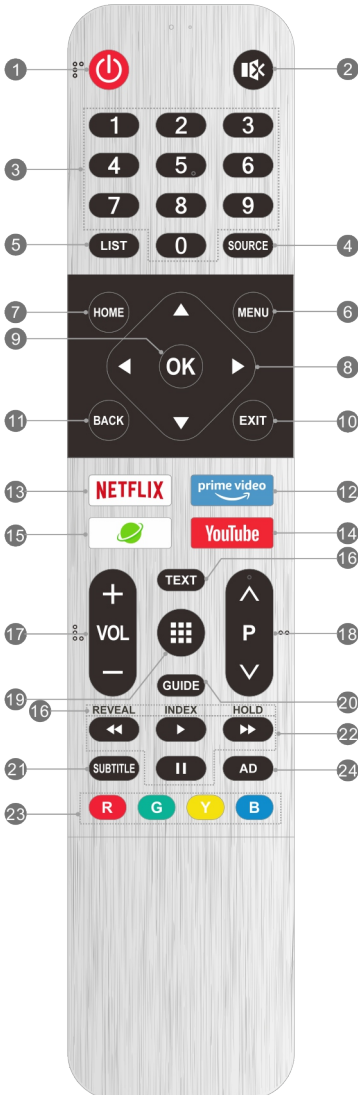 1 2
1 2 3
3 4 5 6
7 8 9
5 LIST 0 SOURCE 4
7 HOME MENU 6
9 OK 8
11 BACK EXIT 10
13 NETFLIX prime video 12
15 YouTube 14
TEXT 16
+
17 VOL P 18
−
19
GUIDE 20
16 REVEAL INDEX HOLD
22
21 SUBTITLE AD 24
23 R G Y B